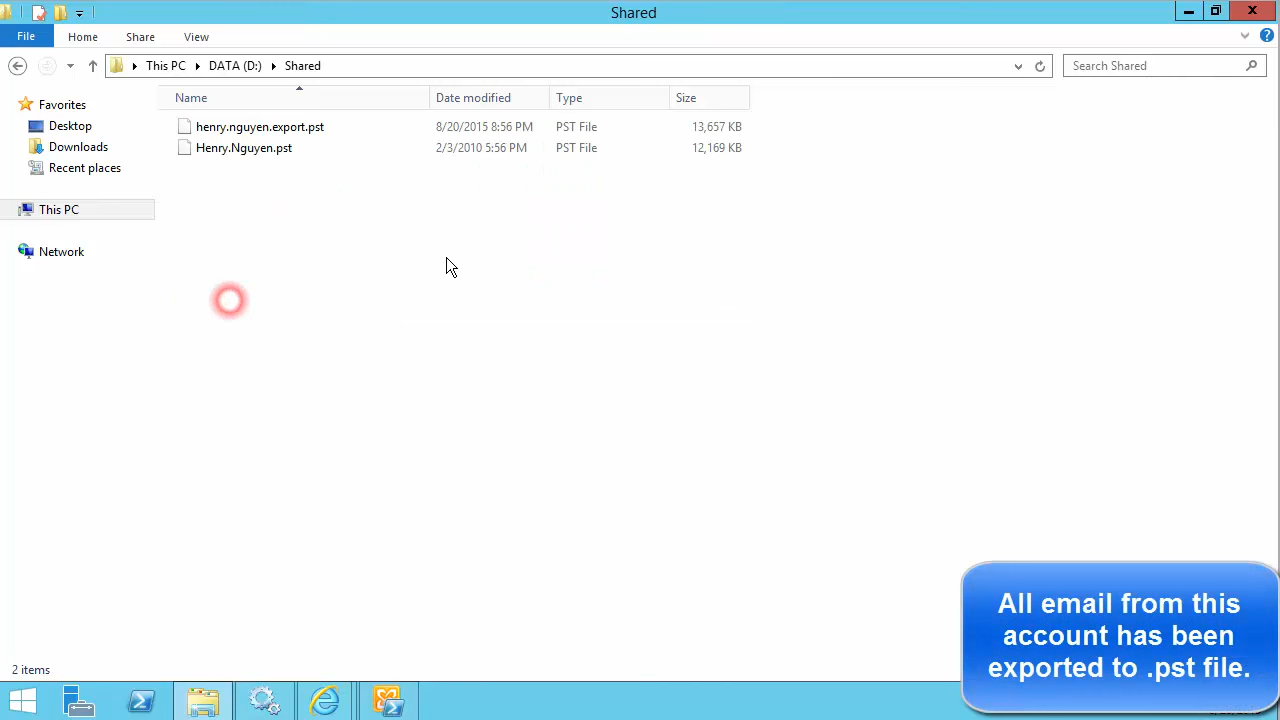 Shared
File Home Share View
This PC DATA (D:) Shared
Search Shared
Name Date modified Type Size
henry.nguyen.export.pst 8/20/2015 8:56 PM PST File 13,657 KB
Henry.Nguyen.pst 2/3/2010 5:56 PM PST File 12,169 KB
Favorites
Desktop
Downloads
Recent places
This PC
Network
All email from this
account has been
exported to .pst file.
2 items